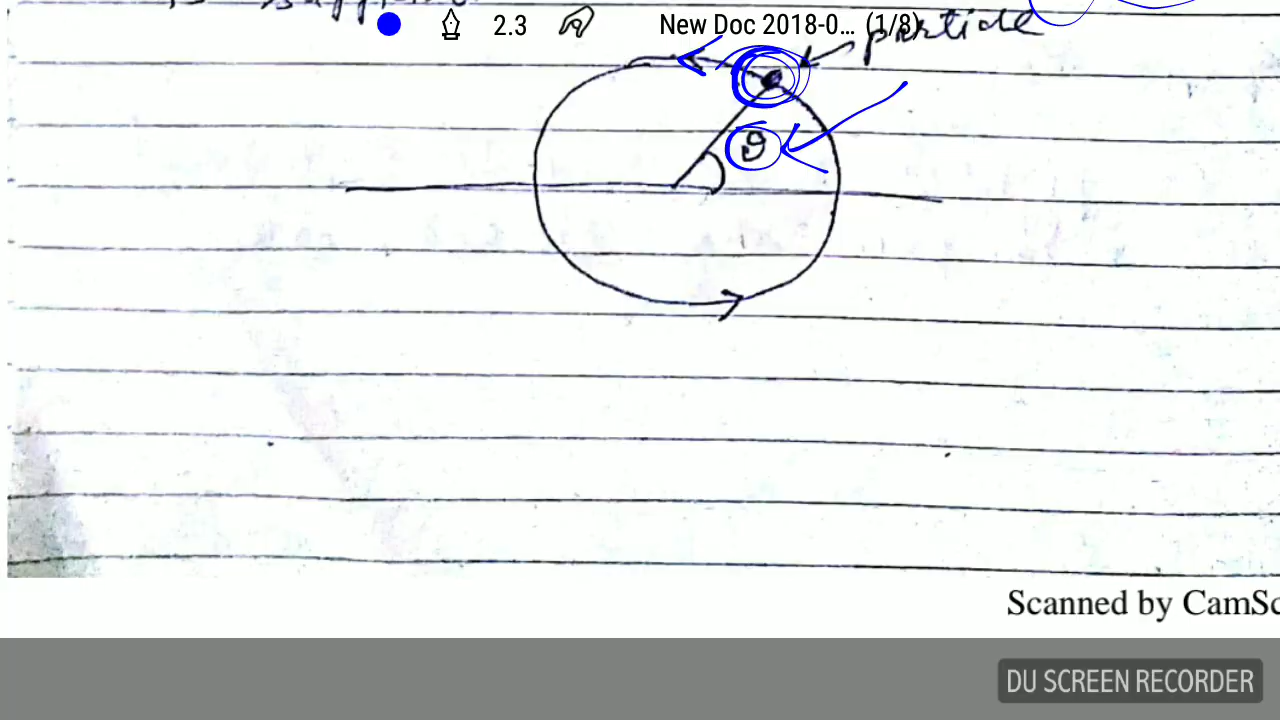 2.3 New Doc 2018-0... (1/8)
particle
θ
Scanned by CamSc
DU SCREEN RECORDER